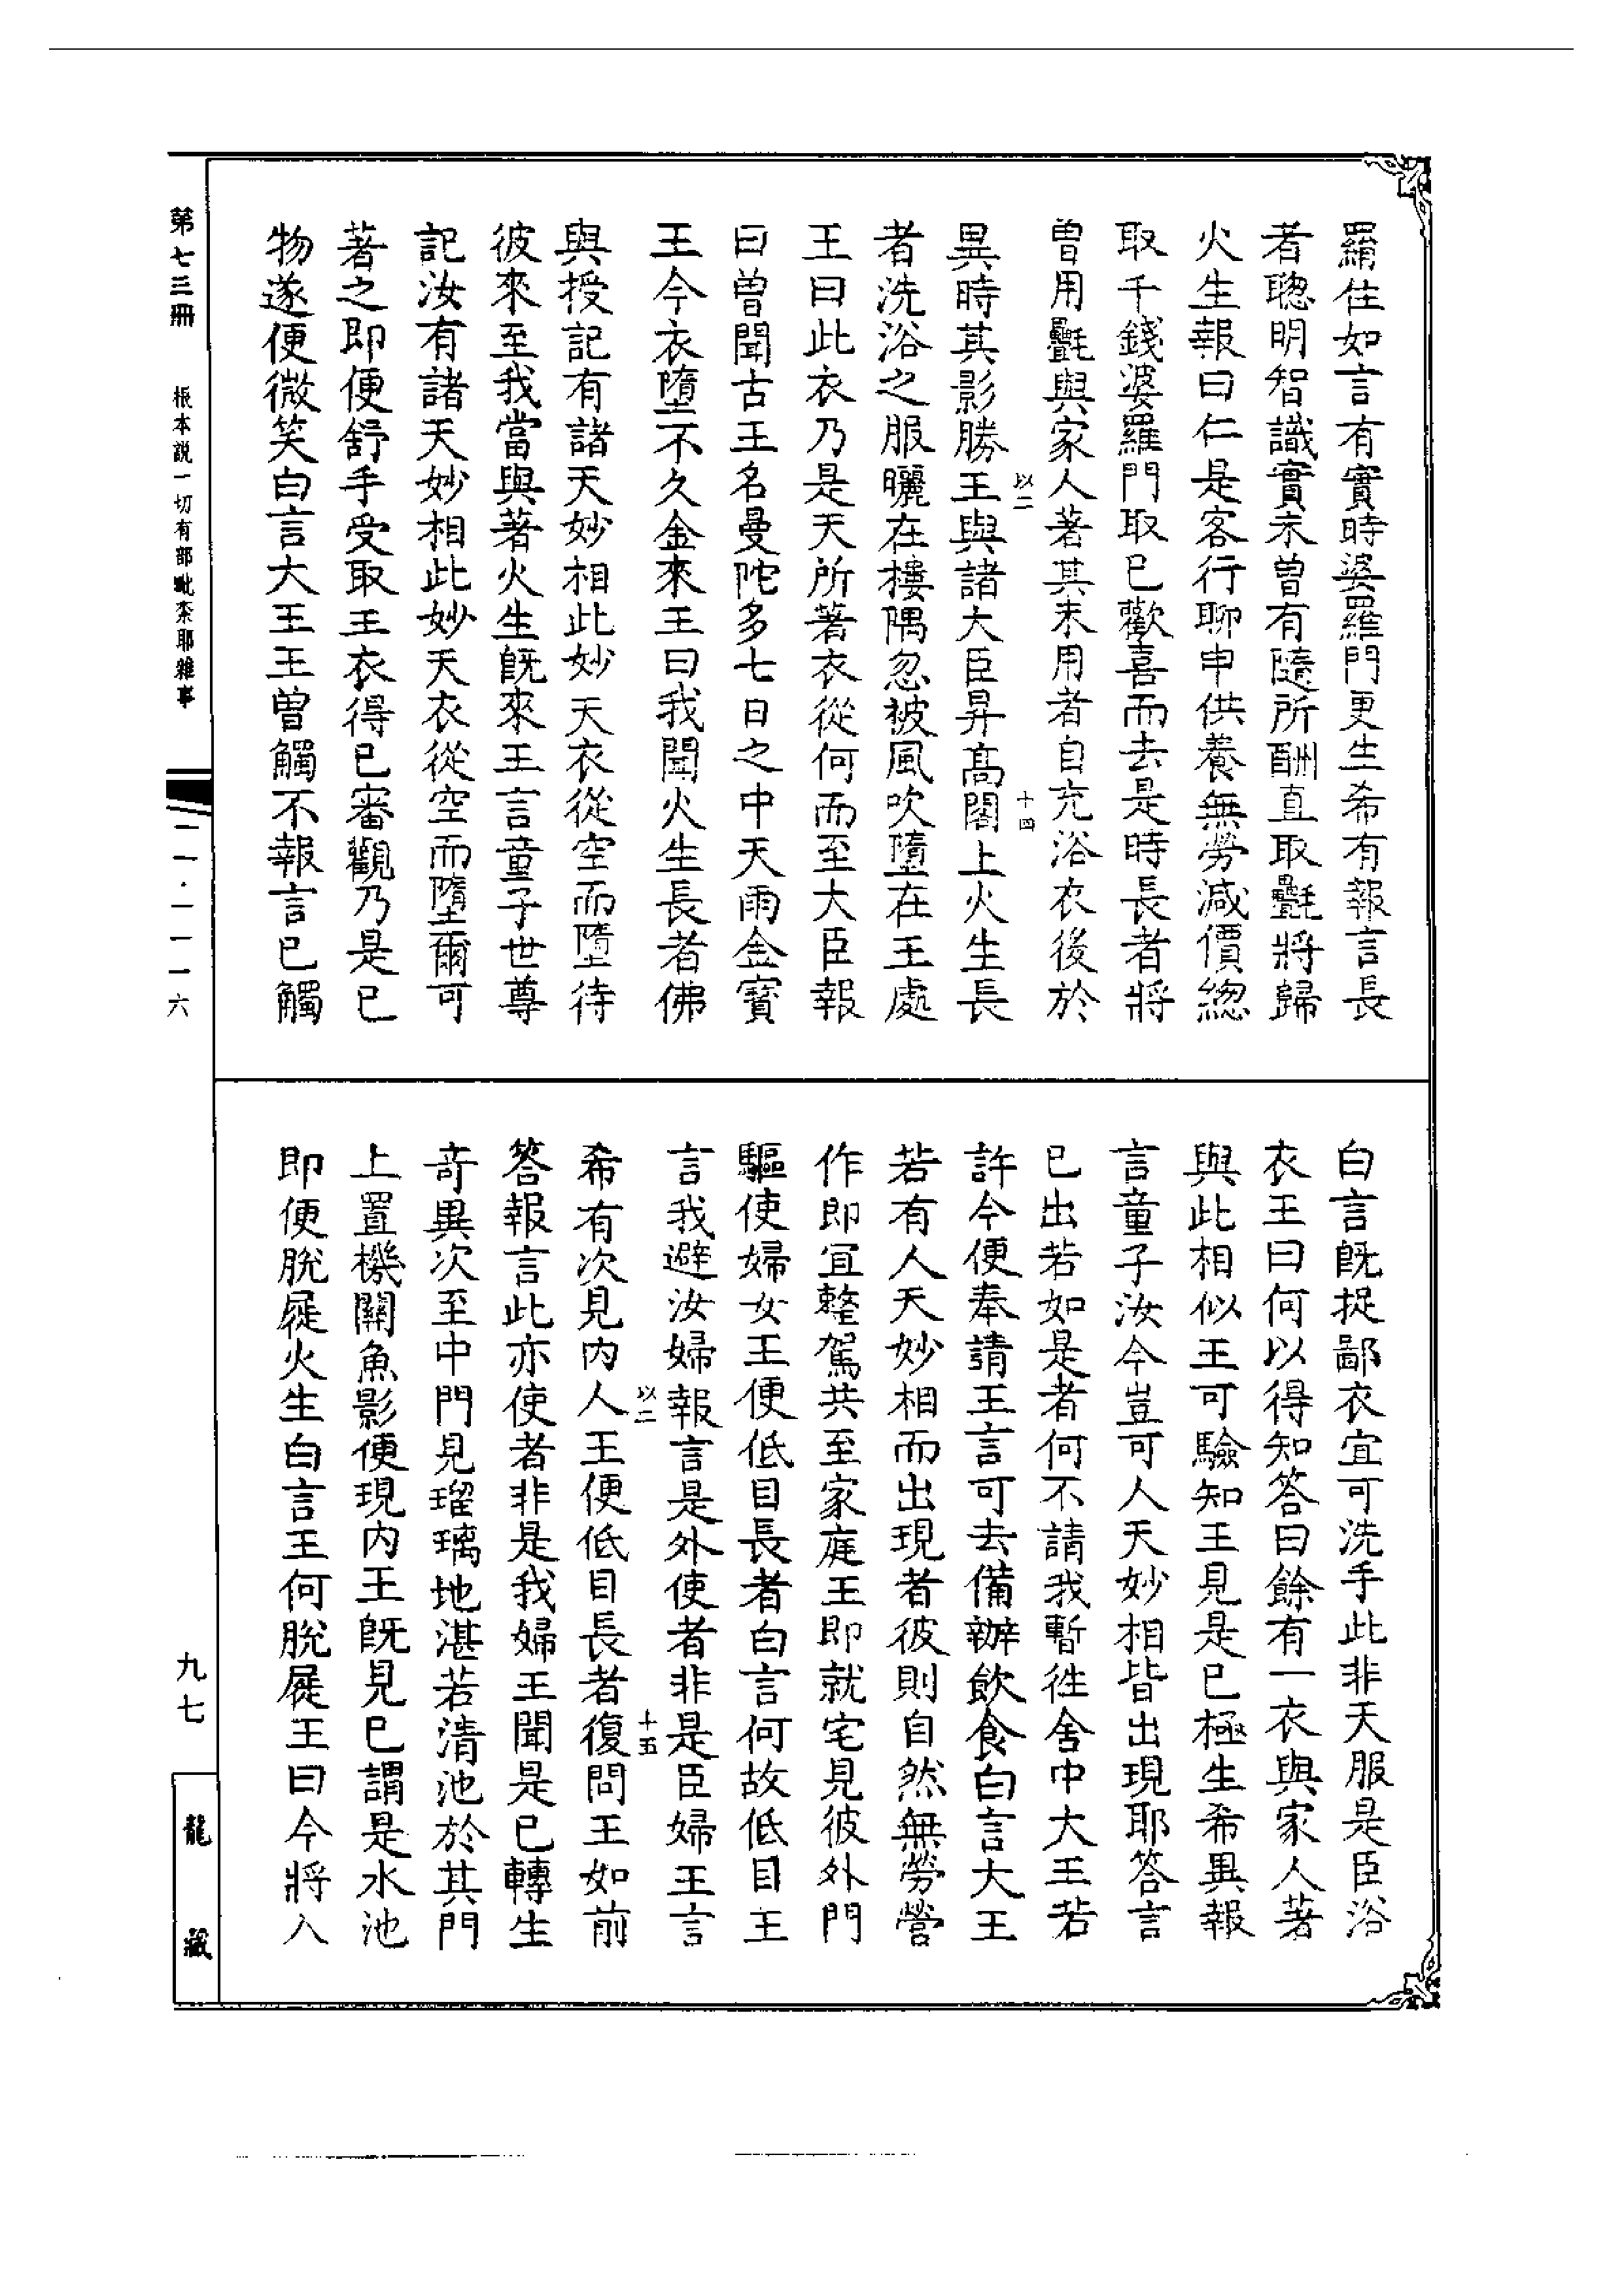 羂住如言有實時婆羅門更生希有報言長
者聰明智識實未曾有隨所酬直取㲲將歸
火生報曰仁是客行聊申供養無勞減價總
取千錢婆羅門取已歡喜而去是時長者將
曾用㲲與家人著其未用者自充浴衣後於
以二
十四
異時其影勝王與諸大臣昇高閣上火生長
者洗浴之服曬在樓隅忽被風吹墮在王處
王曰此衣乃是天所著衣從何而至大臣報
曰曾聞古王名曼陀多七日之中天雨金寶
王今衣墮不久金來王曰我聞火生長者佛
與授記有諸天妙相此妙天衣從空而墮待
彼來至我當與著火生既來王言童子世尊
記汝有諸天妙相此妙天衣從空而墮爾可
著之即便舒手受取王衣得已審觀乃是已
物遂便微笑白言大王王曾觸不報言已觸
白言既捉鄙衣宜可洗手此非天服是臣浴
衣王曰何以得知答曰餘有一衣與家人著
與此相似王可驗知王見是已極生希異報
言童子汝今豈可人天妙相皆出現耶答言
已出若如是者何不請我暫往舍中大王若
許今便奉請王言可去備辦飲食白言大王
若有人天妙相而出現者彼則自然無勞營
作即宜整駕共至家庭王即就宅見彼外門
驅使婦女王便低目長者白言何故低目王
言我避汝婦報言是外使者非是臣婦王言
以二
十五
希有次見內人王便低目長者復問王如前
答報言此亦使者非是我婦王聞是已轉生
奇異次至中門見瑠璃地湛若清池於其門
上置機關魚影便現內王既見已謂是水池
即便脫屣火生白言王何脫屣王曰今將入
第七三冊
根本說一切有部毗柰耶雜事
二一·二一一六
九七
龍藏